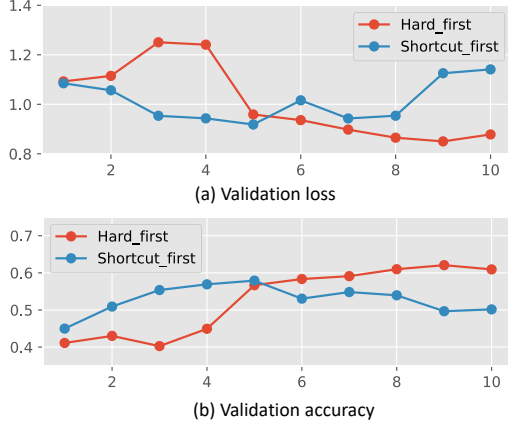 1.4
1.2
1.0
0.8
Hard_first
Shortcut_first
2 4 6 8 10
(a) Validation loss
0.7
0.6
0.5
0.4
Hard_first
Shortcut_first
2 4 6 8 10
(b) Validation accuracy